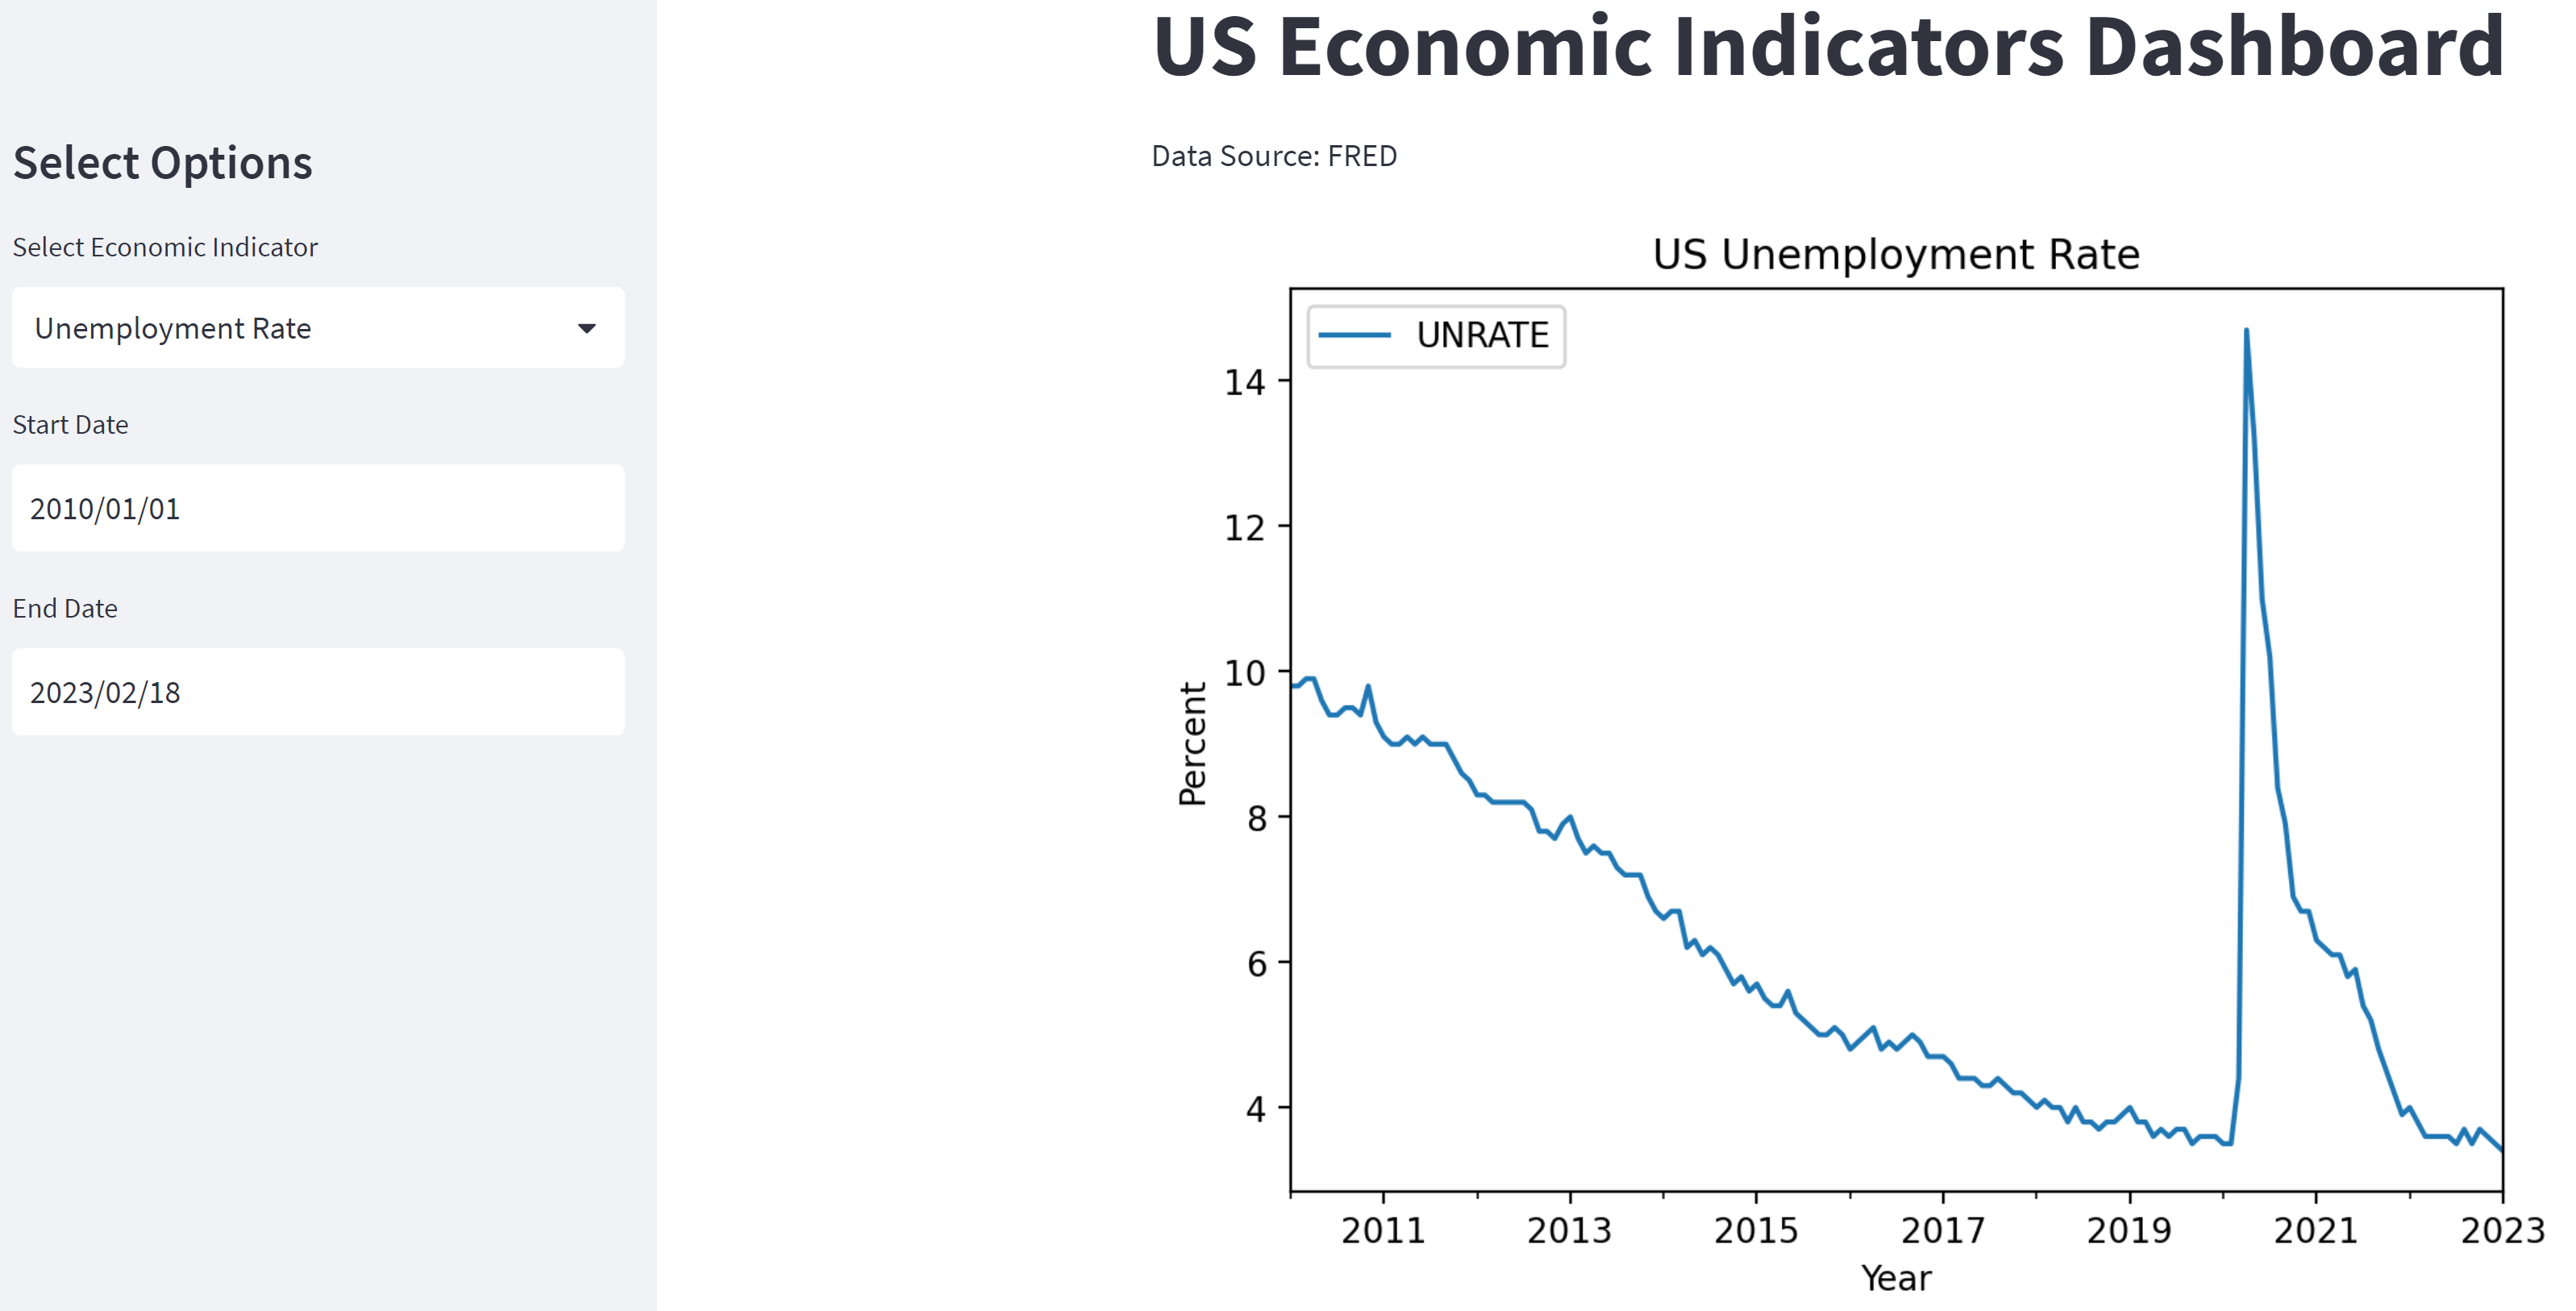 US Economic Indicators Dashboard
Select Options
Data Source: FRED
Select Economic Indicator
Unemployment Rate
Start Date
2010/01/01
End Date
2023/02/18
US Unemployment Rate
UNRATE
14
12
10
8
6
4
Percent
2011 2013 2015 2017 2019 2021 2023
Year